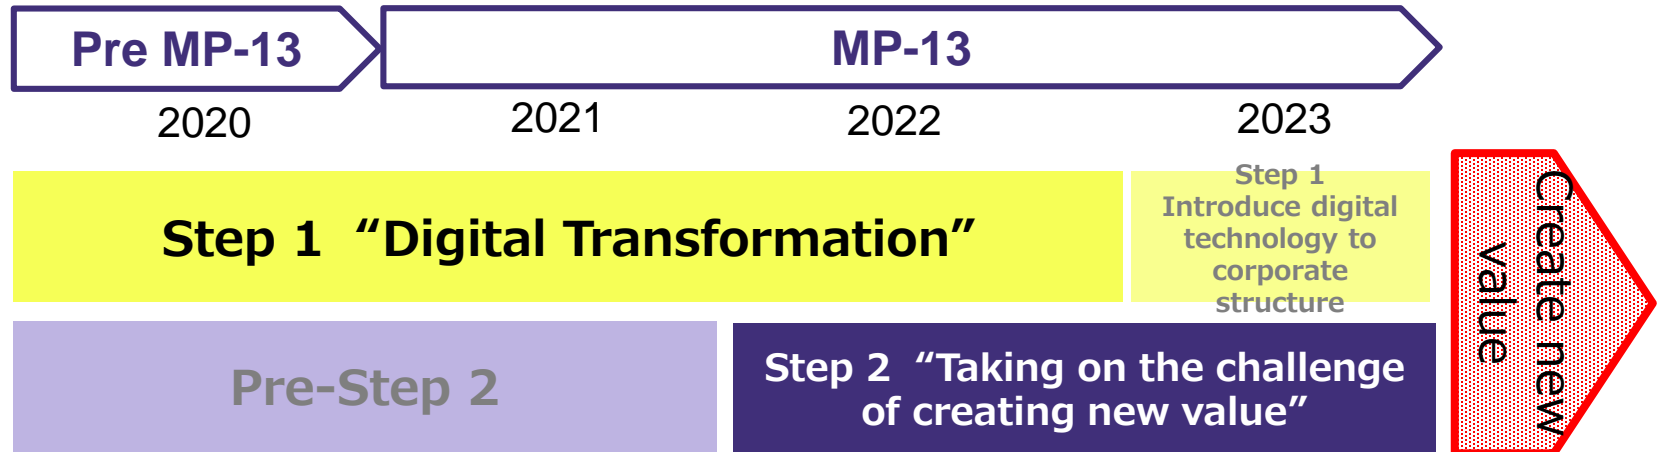 Pre MP-13
MP-13
2020
2021
2022
2023
Step 1 “Digital Transformation”
Step 1
Introduce digital
technology to
corporate
structure
Pre-Step 2
Step 2 “Taking on the challenge
of creating new value”
Create new
value